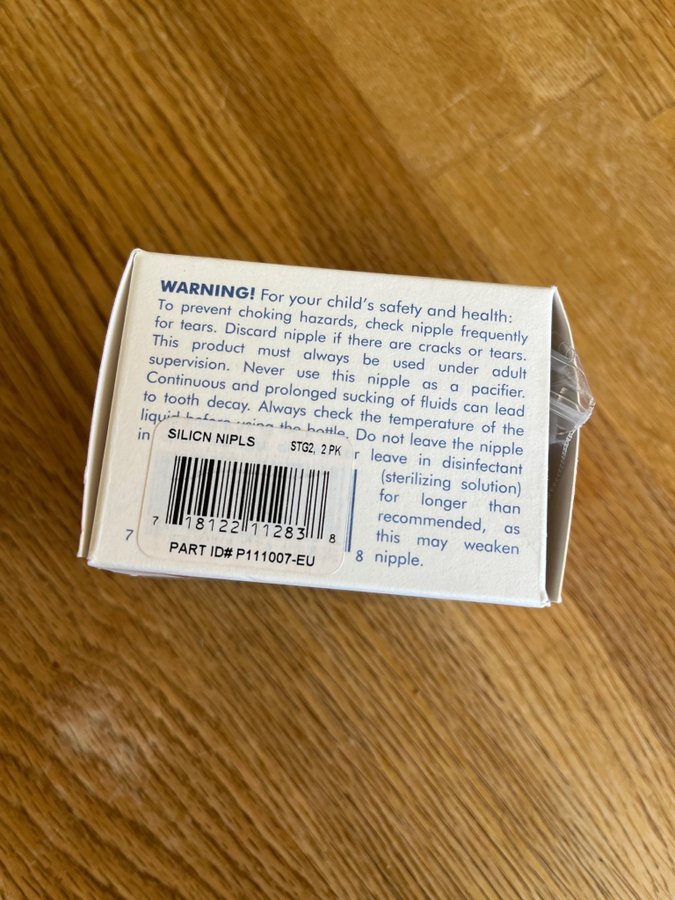 WARNING! For your child's safety and health:
To prevent choking hazards, check nipple frequently
for tears. Discard nipple if there are cracks or tears.
This product must always be used under adult
supervision. Never use this nipple as a pacifier.
Continuous and prolonged sucking of fluids can lead
to tooth decay. Always check the temperature of the
liquid before using the bottle. Do not leave the nipple
in leave in disinfectant
(sterilizing solution)
for longer than
recommended, as
this may weaken
nipple.
7 8
SILICN NIPLS STG2, 2 PK
7 18122 11283 8
PART ID# P111007-EU